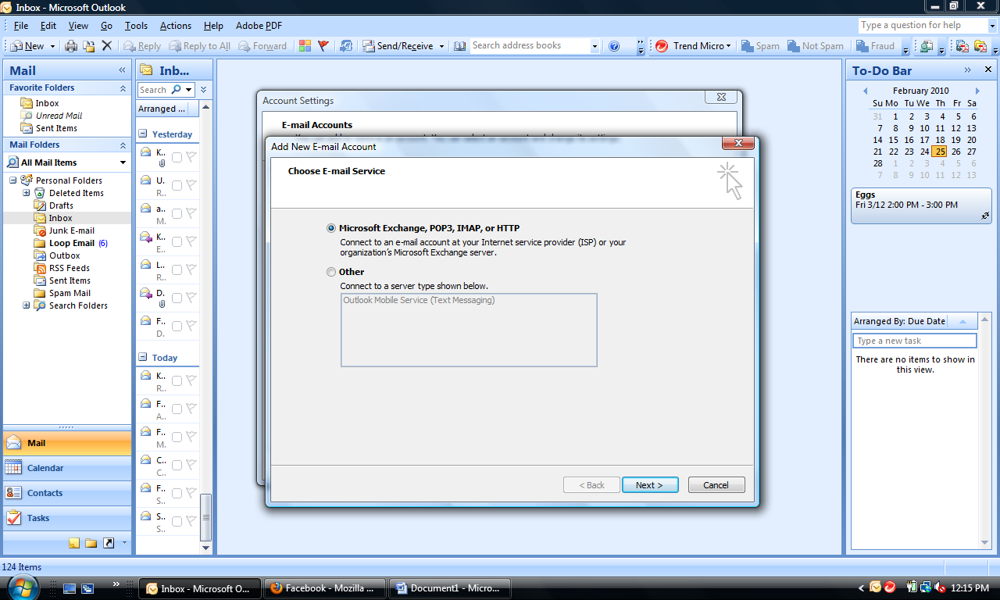 Inbox - Microsoft Outlook
File Edit View Go Tools Actions Help Adobe PDF
Type a question for help
New Reply Reply to All Forward Send/Receive Search address books Trend Micro Spam Not Spam Fraud
Mail
Favorite Folders
Inbox
Unread Mail
Sent Items
Mail Folders
All Mail Items
Personal Folders
Deleted Items
Drafts
Inbox
Junk E-mail
Loop Email (6)
Outbox
RSS Feeds
Sent Items
Spam Mail
Search Folders
Mail
Calendar
Contacts
Tasks
Inb...
Search
Arranged ...
Yesterday
K..
U.
R..
a..
M.
K..
E..
L..
R..
D.
F..
D.
Today
K..
R..
F..
A..
F..
M.
C..
C..
F..
S..
S..
S..
Account Settings
E-mail Accounts
Add New E-mail Account
Choose E-mail Service
Microsoft Exchange, POP3, IMAP, or HTTP
Connect to an e-mail account at your Internet service provider (ISP) or your
organization's Microsoft Exchange server.
Other
Connect to a server type shown below.
Outlook Mobile Service (Text Messaging)
< Back Next > Cancel
To-Do Bar
February 2010
Su Mo Tu We Th Fr Sa
31 1 2 3 4 5 6
7 8 9 10 11 12 13
14 15 16 17 18 19 20
21 22 23 24 25 26 27
28 1 2 3 4 5 6
7 8 9 10 11 12 13
Eggs
Fri 3/12 2:00 PM - 3:00 PM
Arranged By: Due Date
Type a new task
There are no items to show in
this view.
124 Items
Inbox - Microsoft O... Facebook - Mozilla ... Document1 - Micro... 12:15 PM